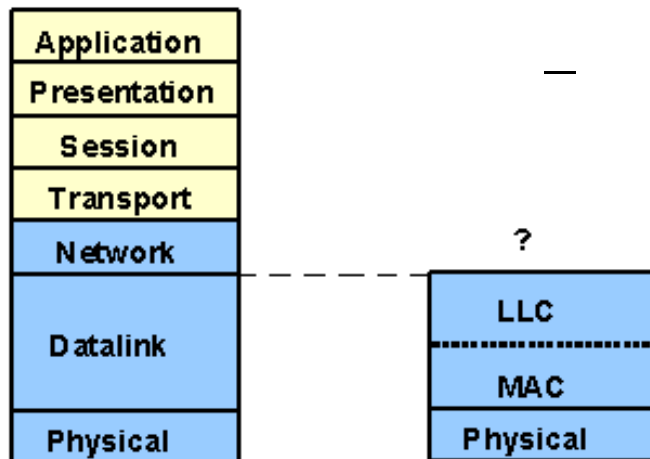 Application
Presentation
Session
Transport
Network
Datalink
Physical
?
LLC
MAC
Physical